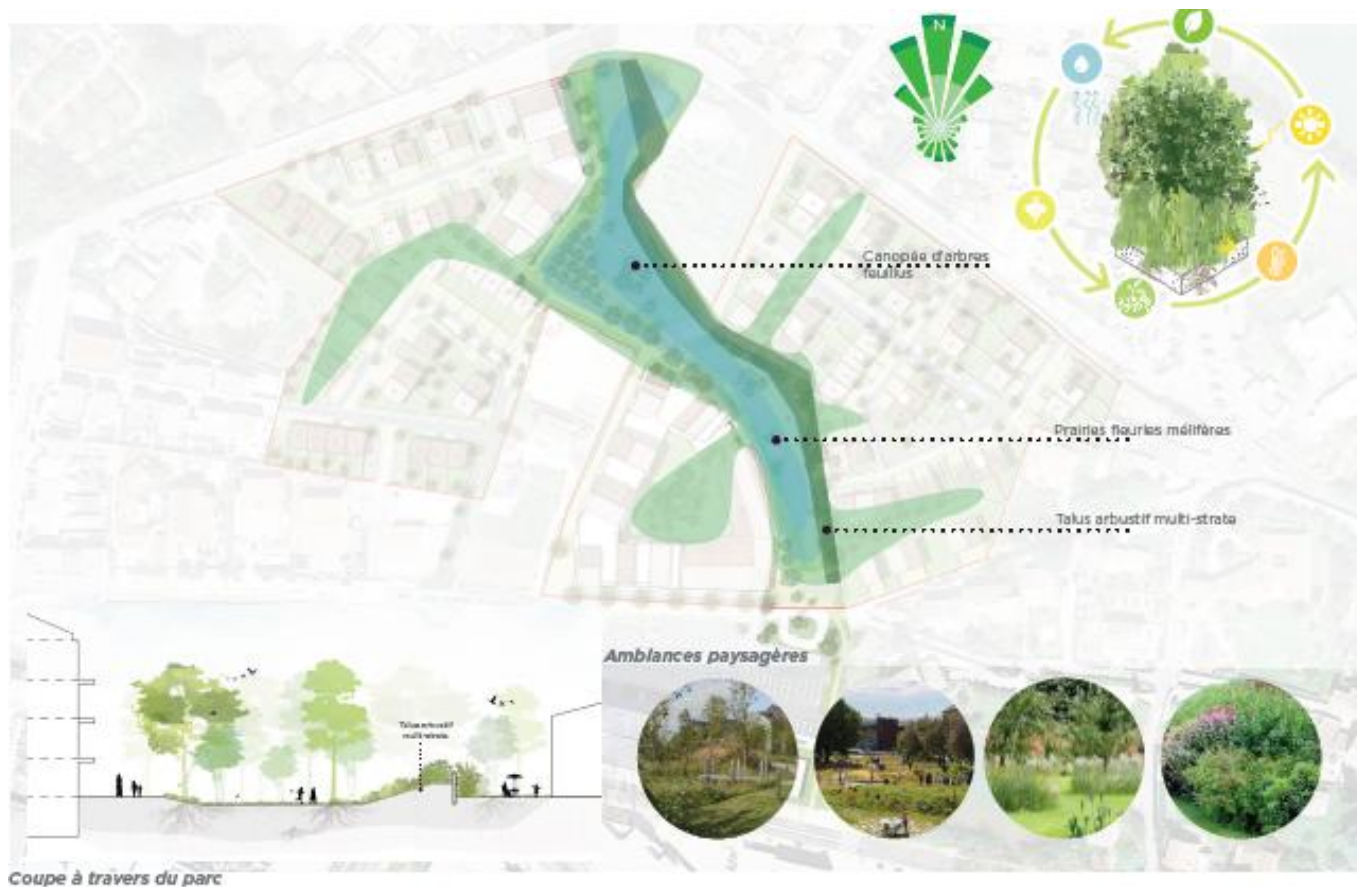 N
Canopée d'arbres
feuillus
Prairies fleuries mélifères
Talus arbustif multi-strate
Ambiances paysagères
Talus arbustif
multi-strate
Coupe à travers du parc